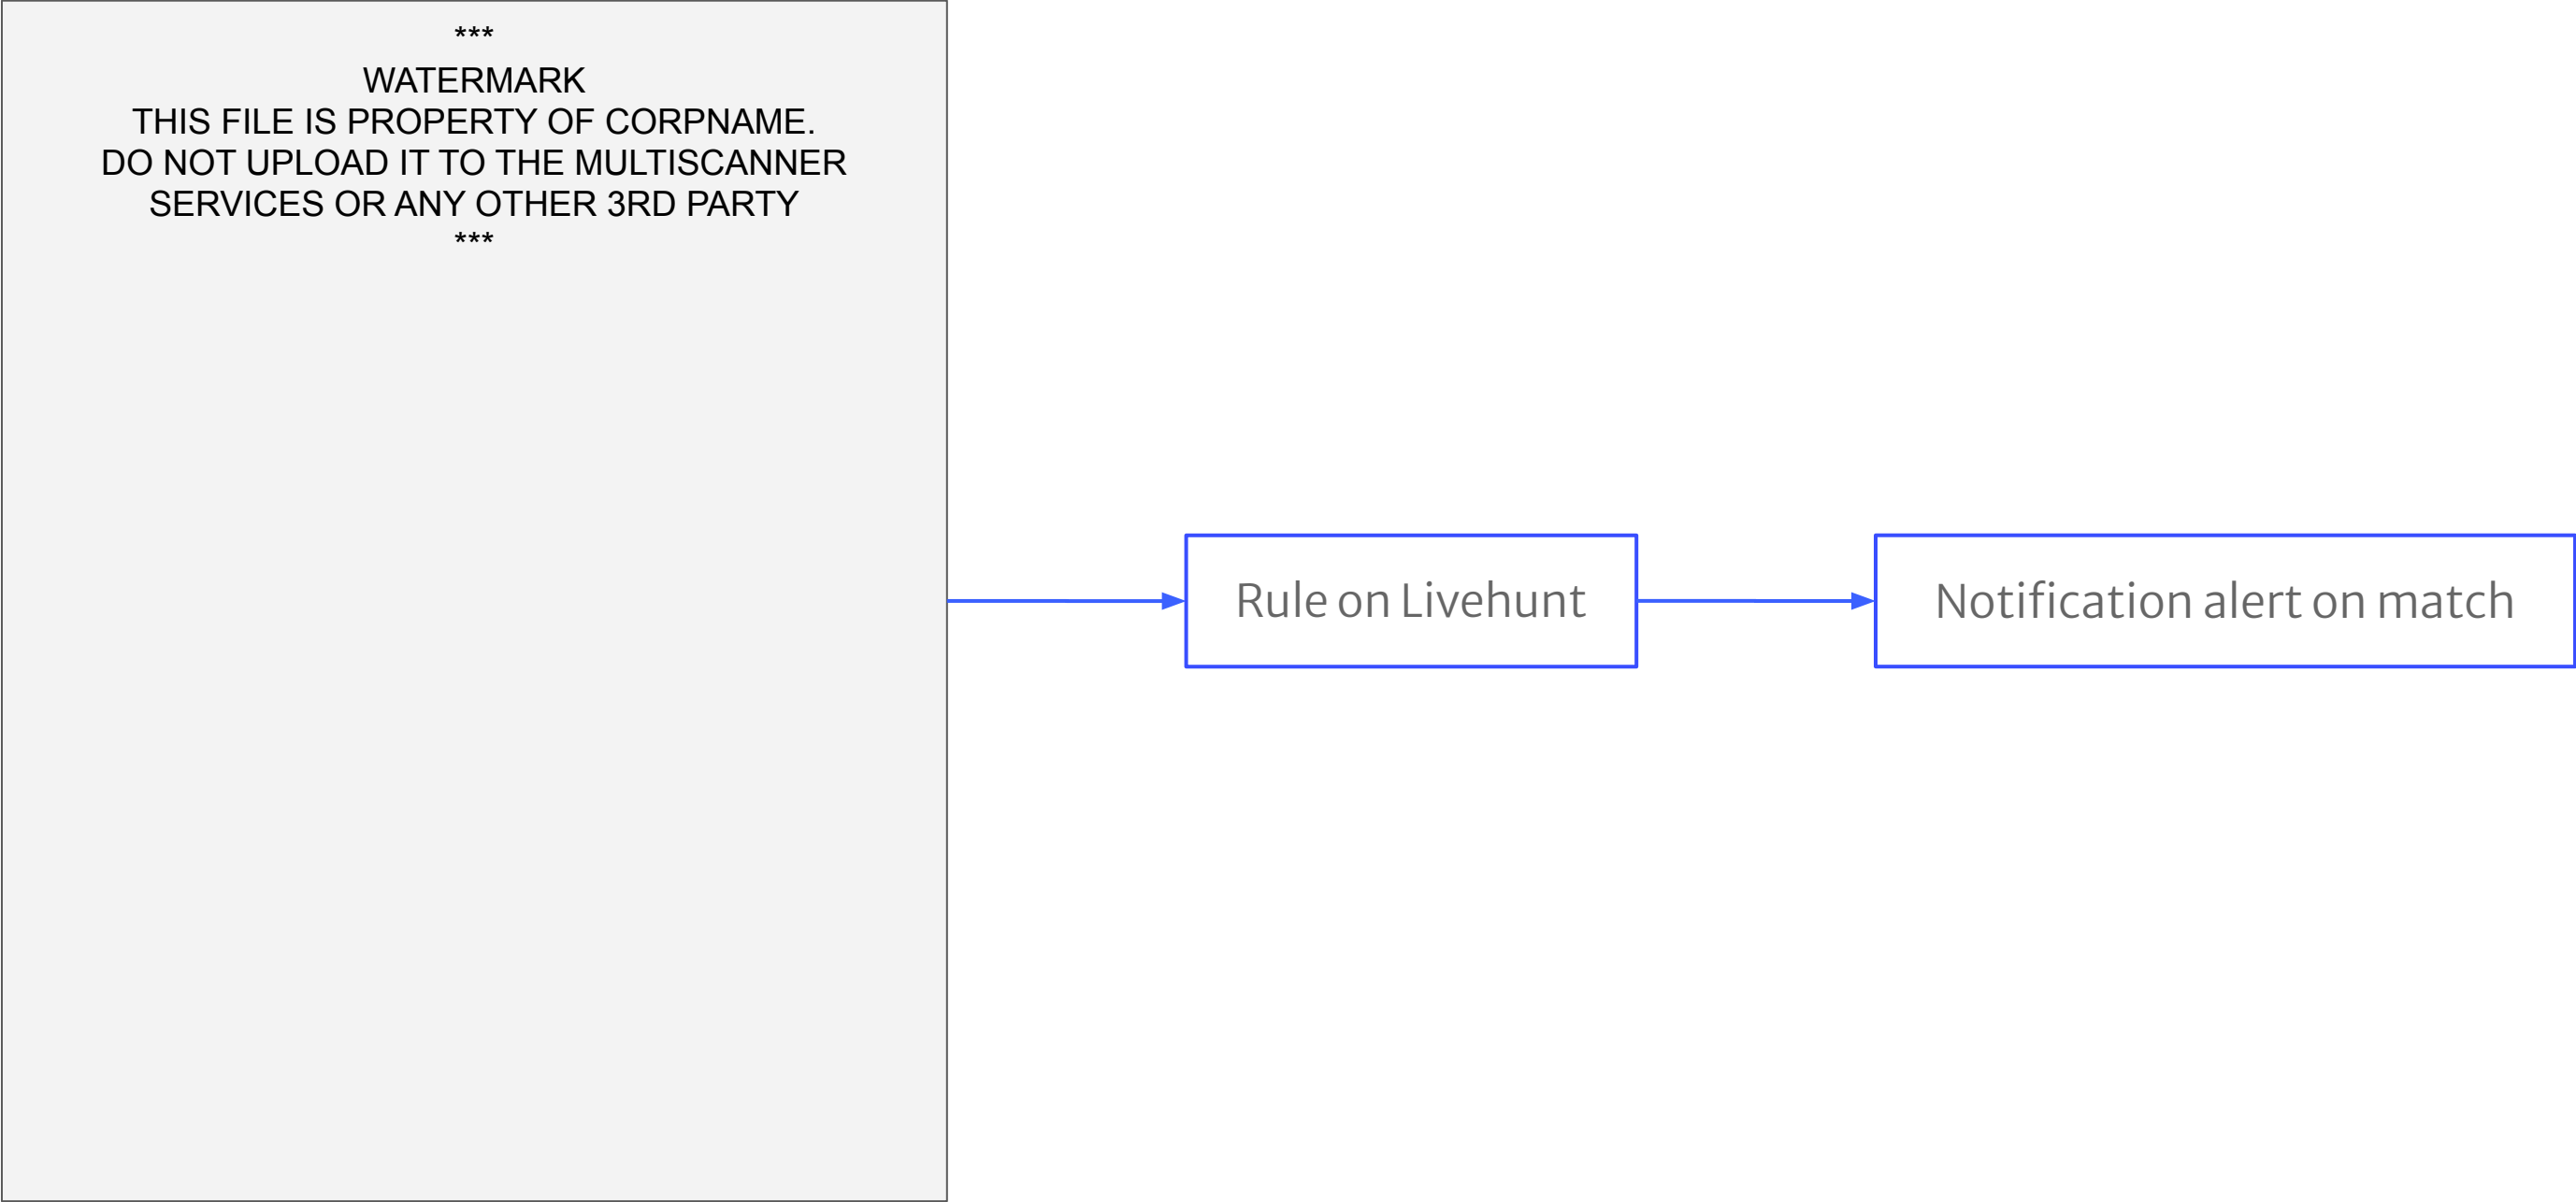 ***
WATERMARK
THIS FILE IS PROPERTY OF CORPNAME.
DO NOT UPLOAD IT TO THE MULTISCANNER
SERVICES OR ANY OTHER 3RD PARTY
***
Rule on Livehunt
Notification alert on match